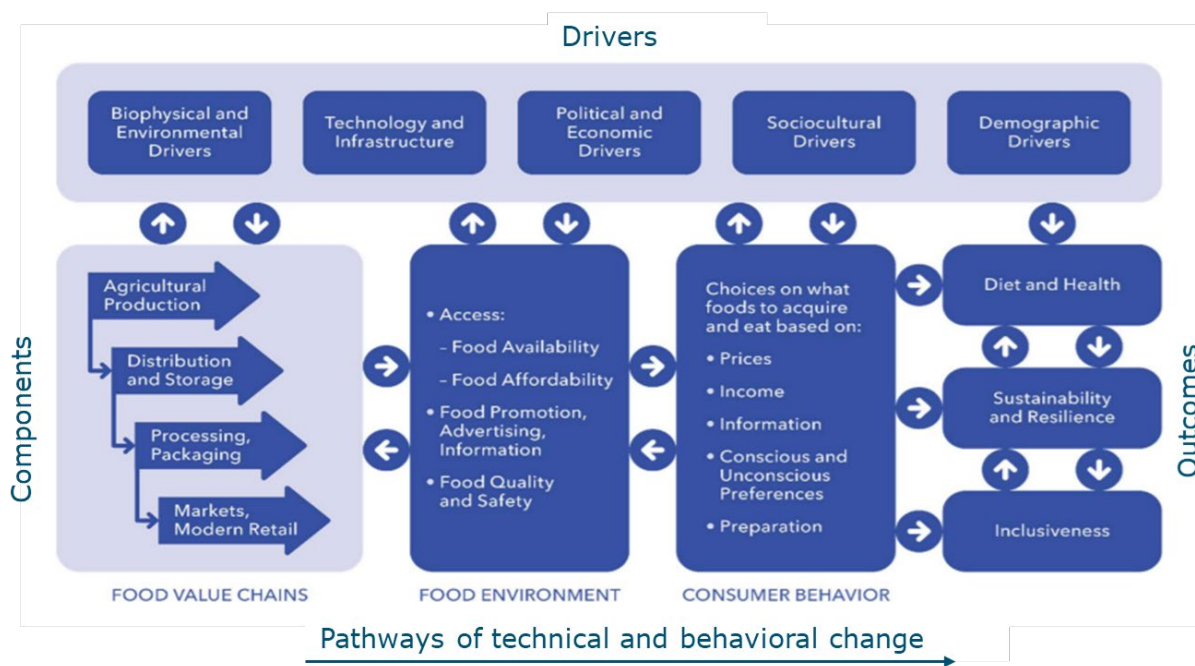 Drivers
Biophysical and
Environmental
Drivers
Technology and
Infrastructure
Political and
Economic
Drivers
Sociocultural
Drivers
Demographic
Drivers
Components
Agricultural
Production
Distribution
and Storage
Processing,
Packaging
Markets,
Modern Retail
FOOD VALUE CHAINS
• Access:
– Food Availability
– Food Affordability
• Food Promotion,
Advertising,
Information
• Food Quality
and Safety
FOOD ENVIRONMENT
Choices on what
foods to acquire
and eat based on:
• Prices
• Income
• Information
• Conscious and
Unconscious
Preferences
• Preparation
CONSUMER BEHAVIOR
Diet and Health
Sustainability
and Resilience
Inclusiveness
Outcomes
Pathways of technical and behavioral change